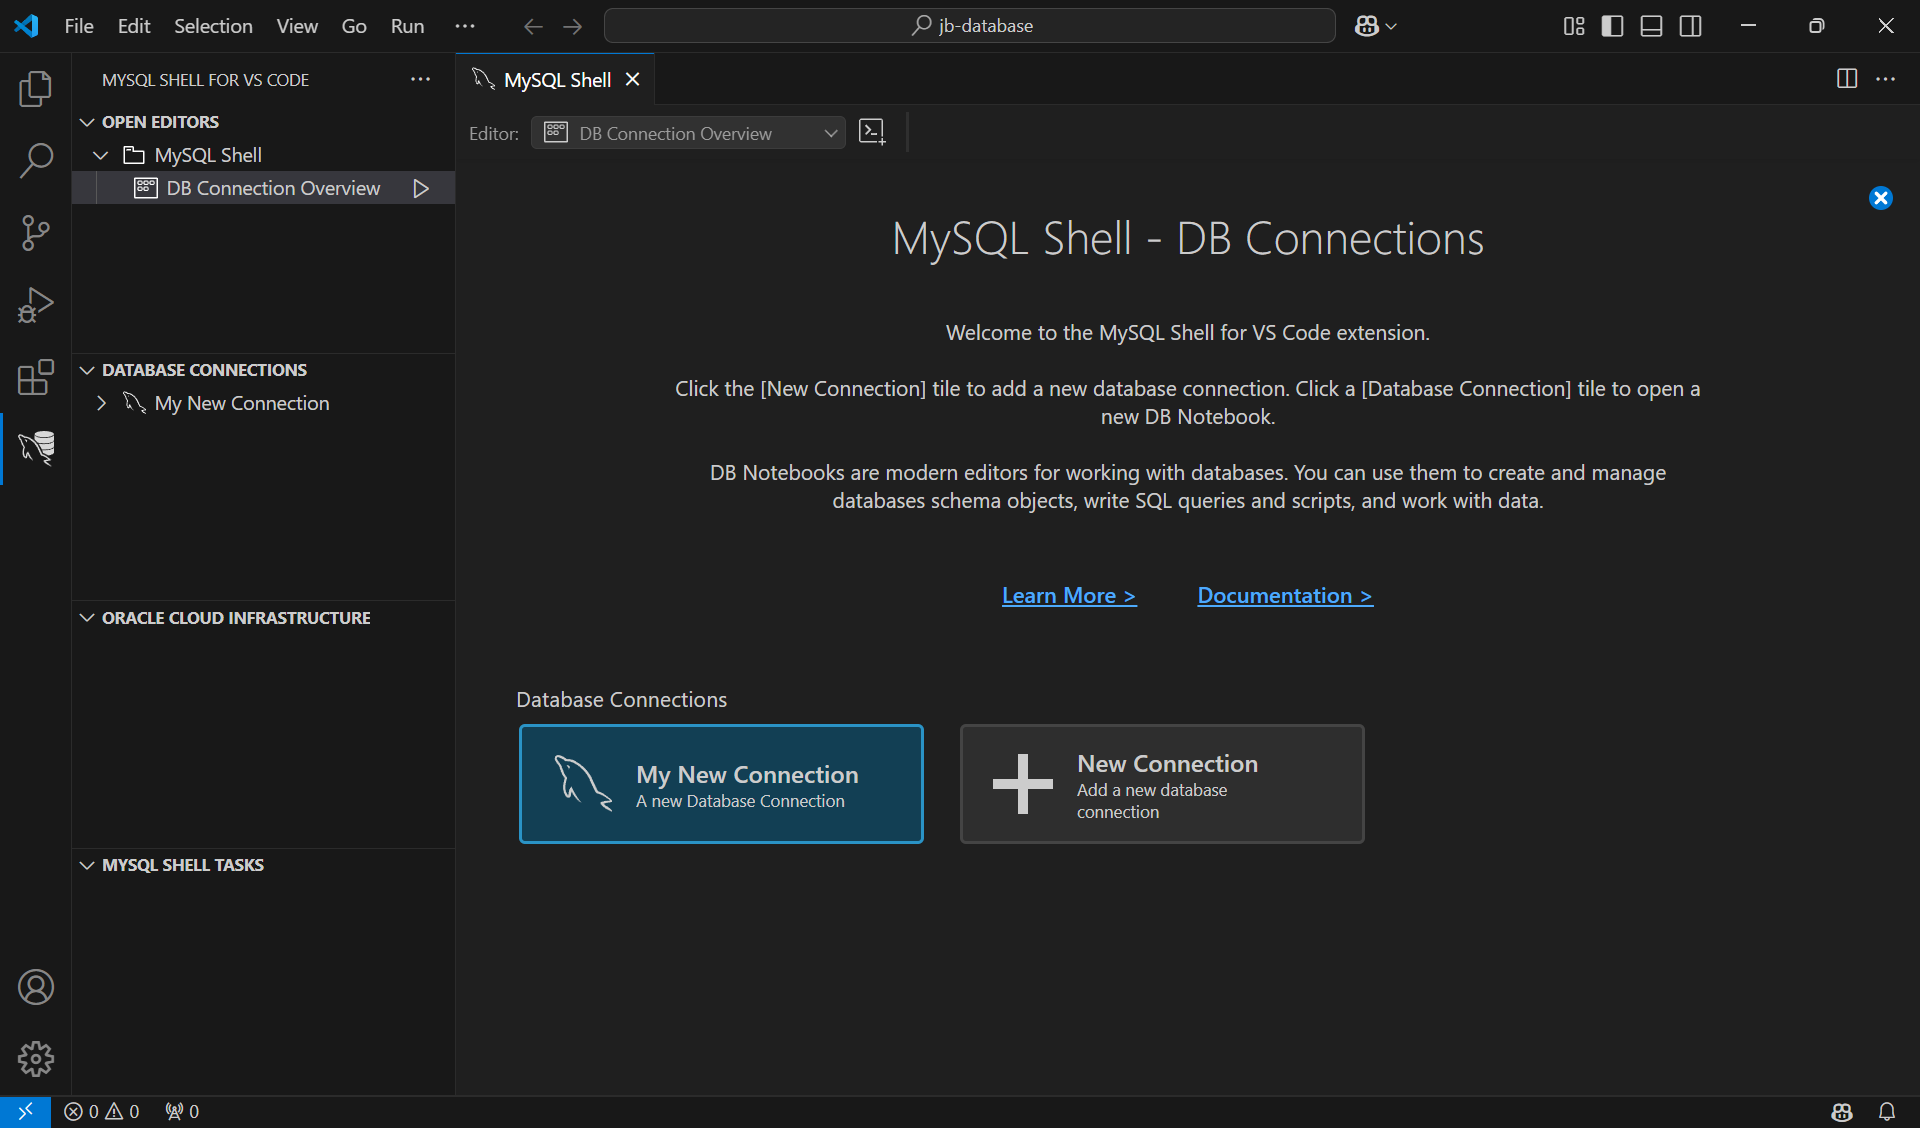 File Edit Selection View Go Run
jb-database
MYSQL SHELL FOR VS CODE
OPEN EDITORS
MySQL Shell
DB Connection Overview
DATABASE CONNECTIONS
My New Connection
ORACLE CLOUD INFRASTRUCTURE
MYSQL SHELL TASKS
MySQL Shell
Editor: DB Connection Overview
MySQL Shell - DB Connections
Welcome to the MySQL Shell for VS Code extension.
Click the [New Connection] tile to add a new database connection. Click a [Database Connection] tile to open a
new DB Notebook.
DB Notebooks are modern editors for working with databases. You can use them to create and manage
databases schema objects, write SQL queries and scripts, and work with data.
Learn More > Documentation >
Database Connections
My New Connection
A new Database Connection
New Connection
Add a new database
connection
0 0 0